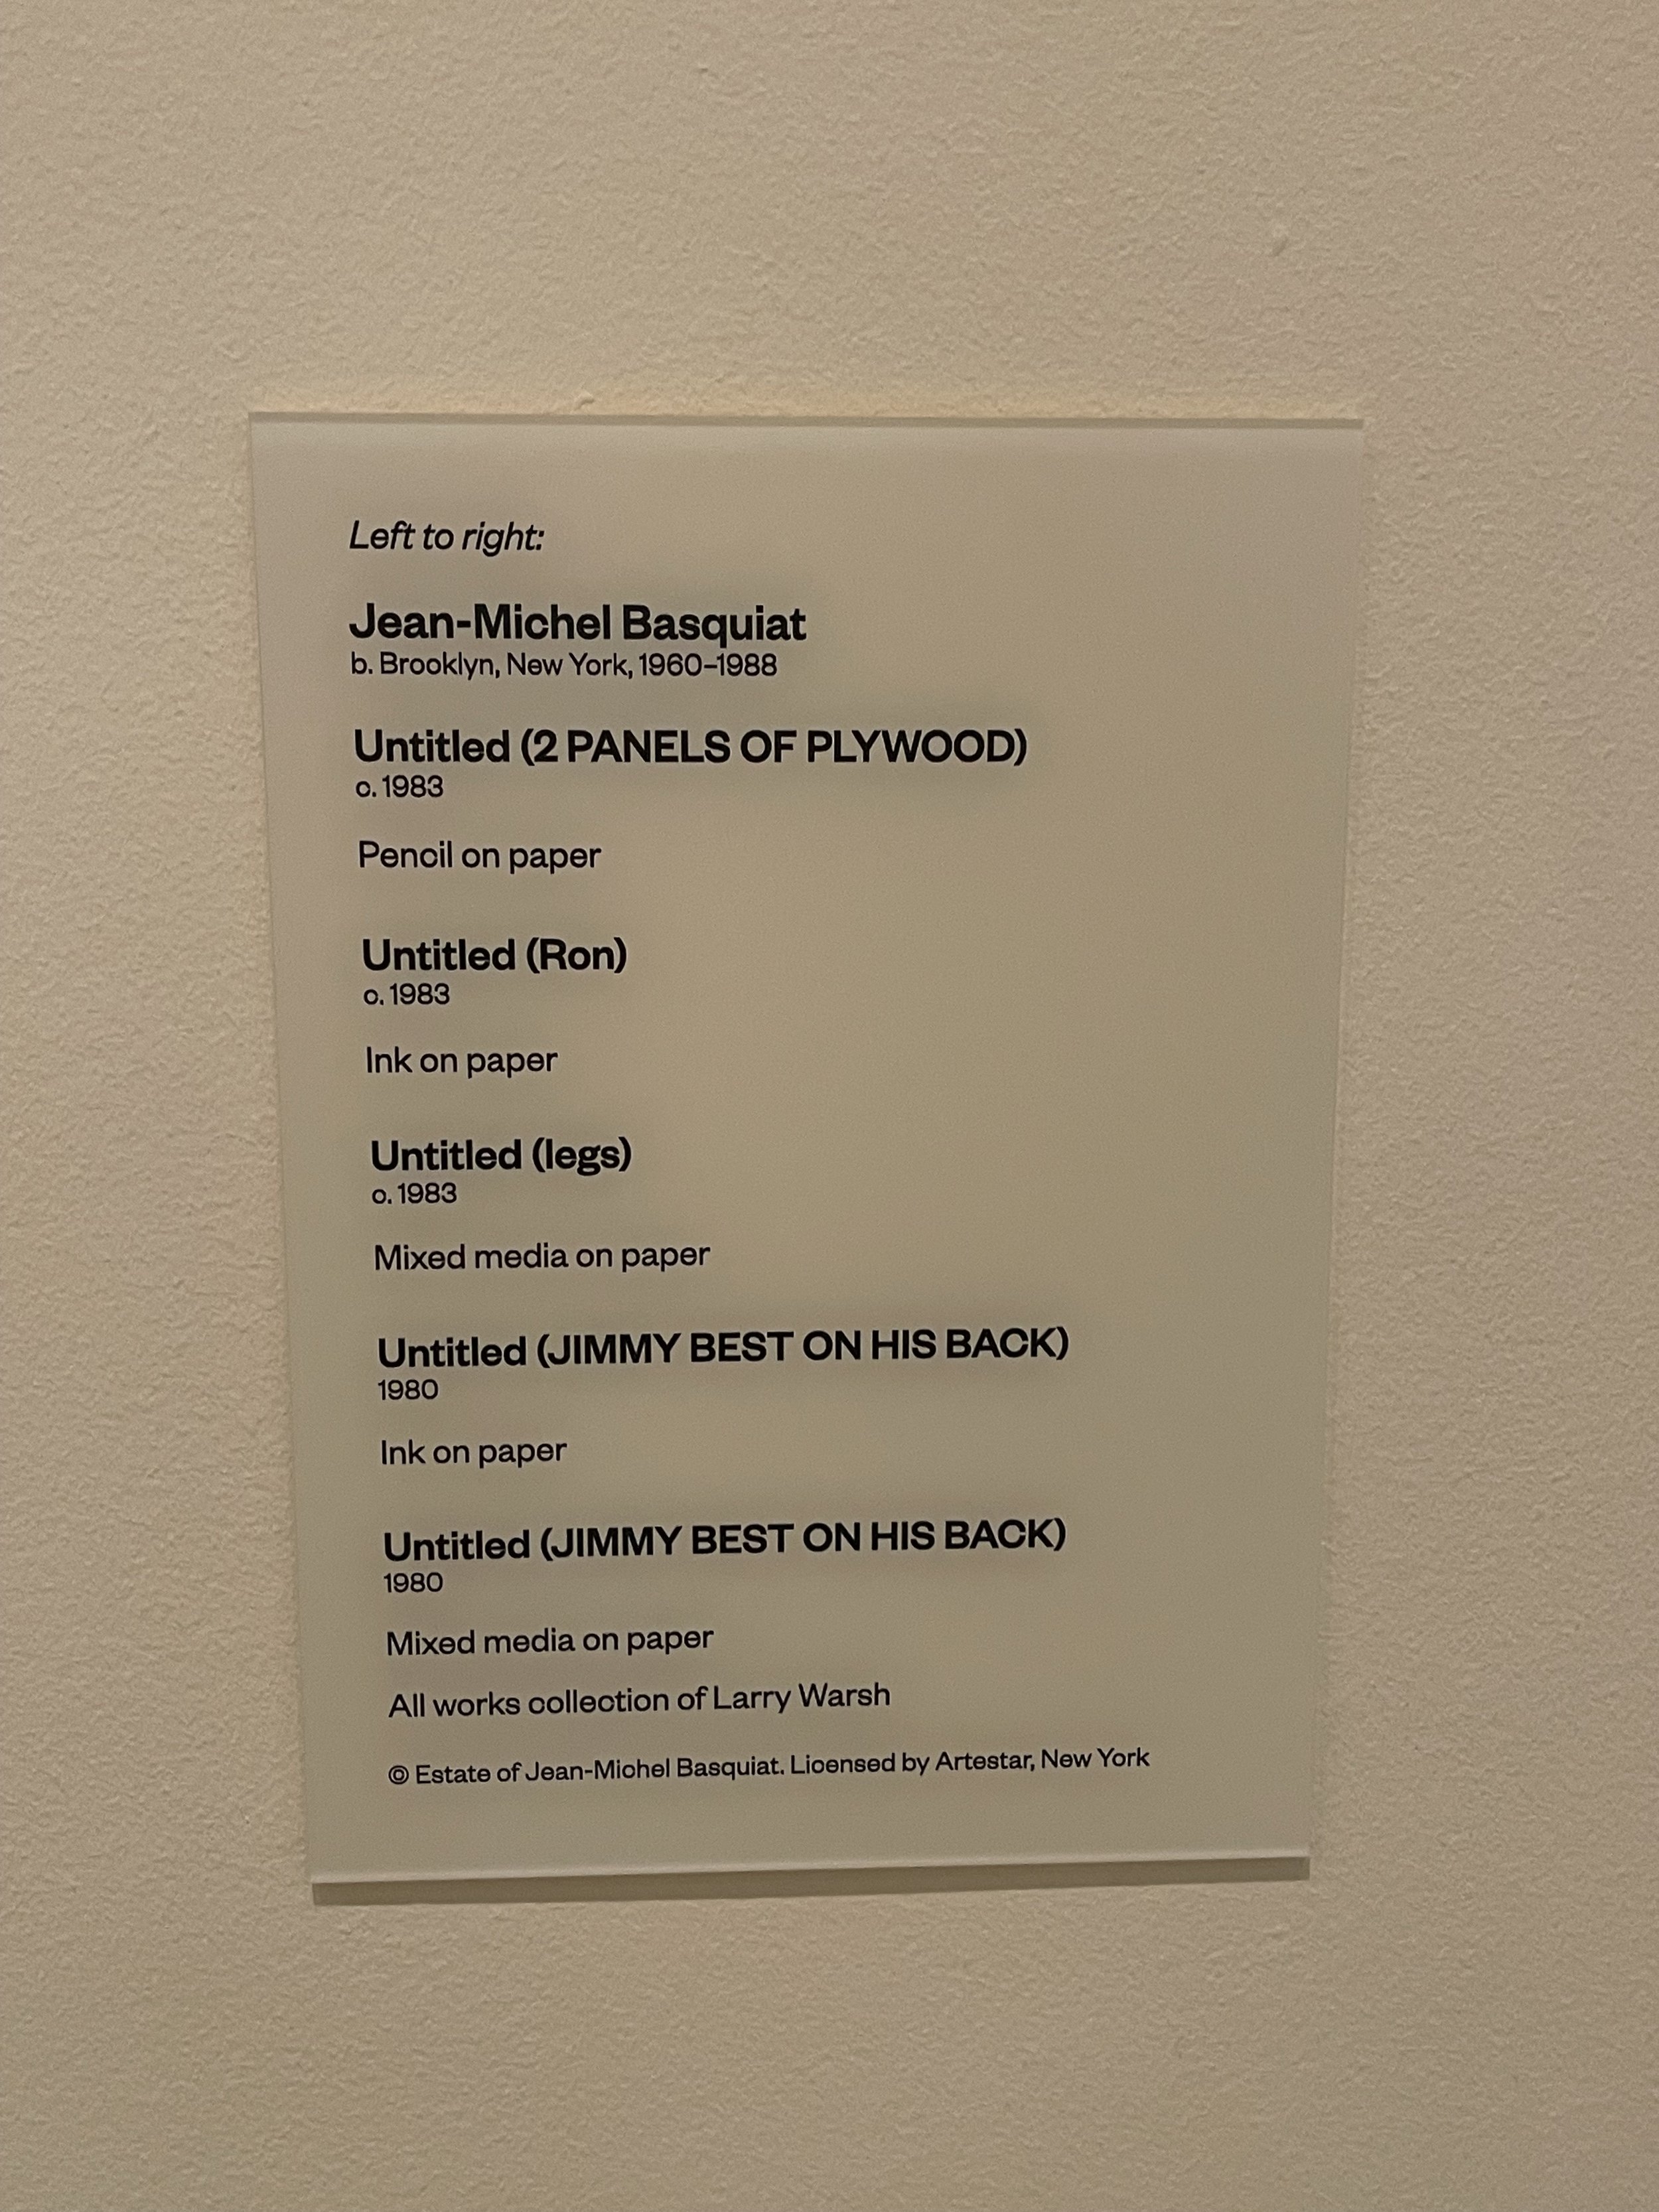 Left to right:
Jean-Michel Basquiat
b. Brooklyn, New York, 1960–1988
Untitled (2 PANELS OF PLYWOOD)
c. 1983
Pencil on paper
Untitled (Ron)
c. 1983
Ink on paper
Untitled (legs)
c. 1983
Mixed media on paper
Untitled (JIMMY BEST ON HIS BACK)
1980
Ink on paper
Untitled (JIMMY BEST ON HIS BACK)
1980
Mixed media on paper
All works collection of Larry Warsh
© Estate of Jean-Michel Basquiat. Licensed by Artestar, New York